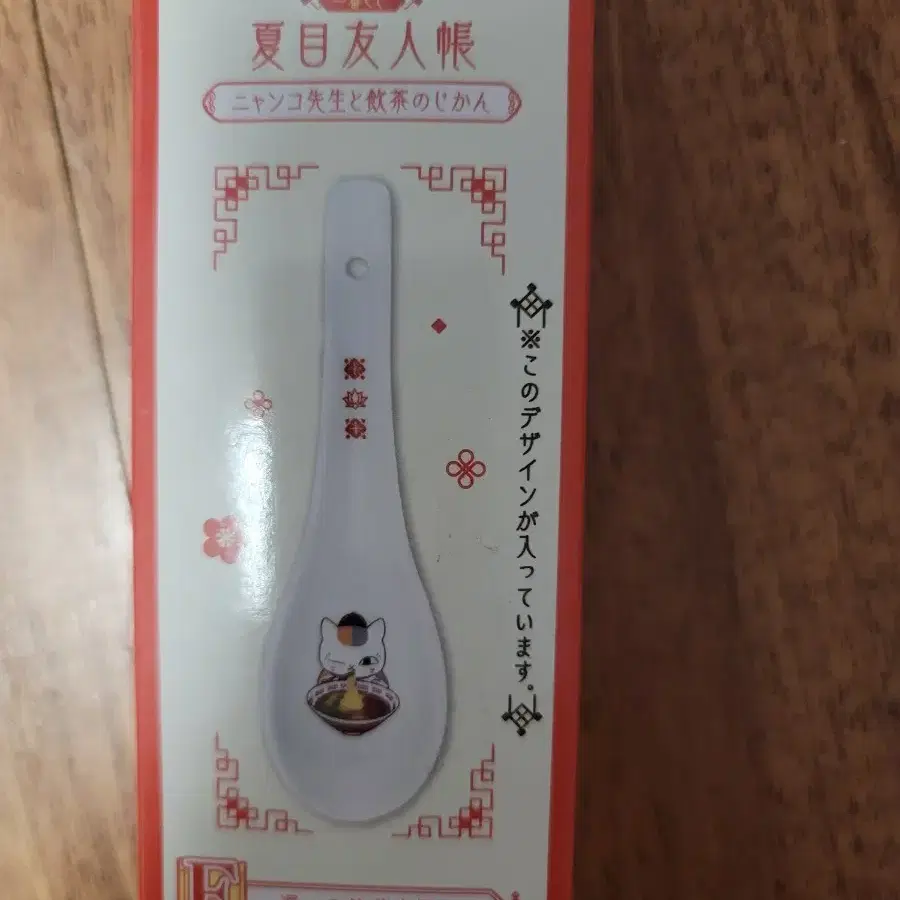 夏目友人帳
ニャンコ先生と飲茶のじかん
※このデザインが入っています。
E